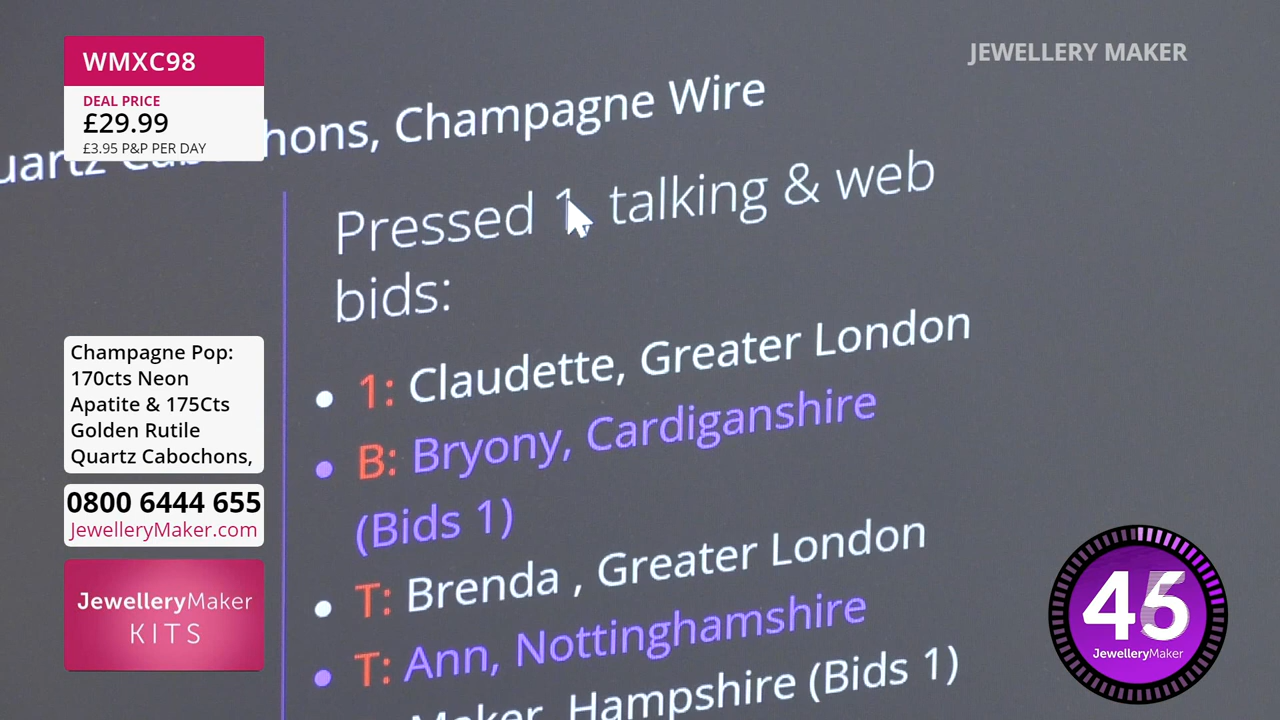 WMXC98
DEAL PRICE
£29.99
£3.95 P&P PER DAY
JEWELLERY MAKER
Champagne Wire
Pressed 1, talking & web
bids:
1: Claudette, Greater London
B: Bryony, Cardiganshire
(Bids 1)
T: Brenda , Greater London
T: Ann, Nottinghamshire
Maker, Hampshire (Bids 1)
Champagne Pop:
170cts Neon
Apatite & 175Cts
Golden Rutile
Quartz Cabochons,
0800 6444 655
JewelleryMaker.com
JewelleryMaker
KITS
JewelleryMaker